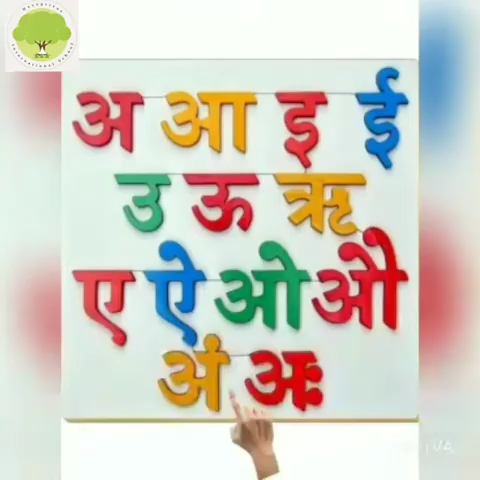 अ आ इ ई
उ ऊ ऋ
ए ऐ ओ औ
अं अः